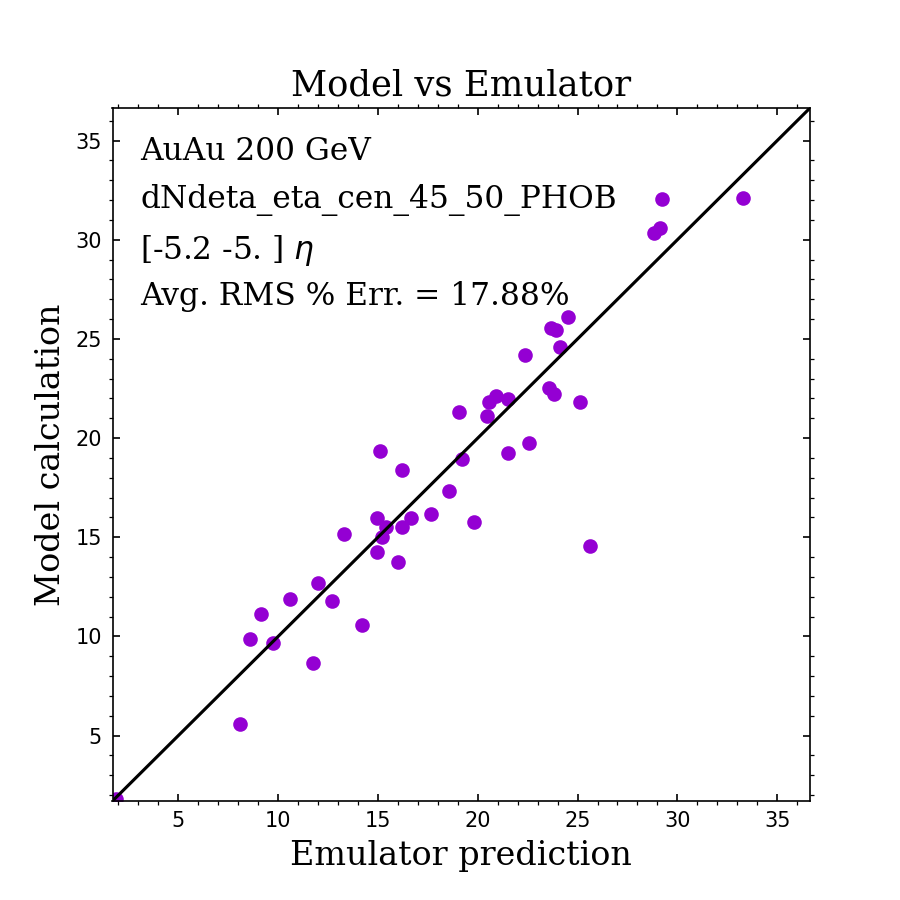 Model vs Emulator
AuAu 200 GeV
dNdeta_eta_cen_45_50_PHOB
[-5.2 -5. ] η
Avg. RMS % Err. = 17.88%
Model calculation
35
30
25
20
15
10
5
5 10 15 20 25 30 35
Emulator prediction